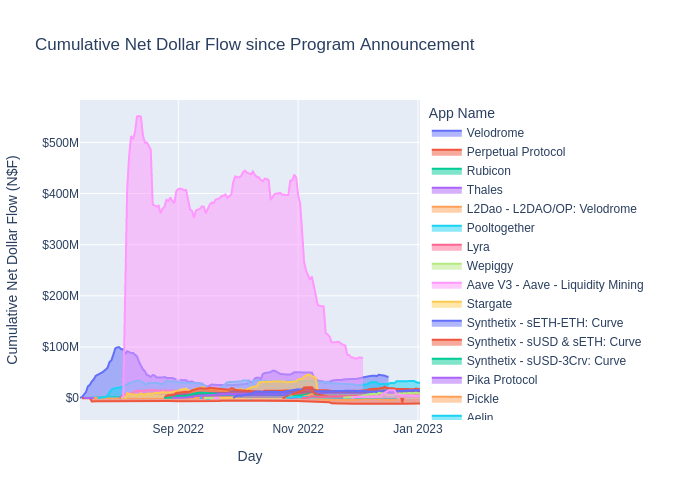 Cumulative Net Dollar Flow since Program Announcement
Cumulative Net Dollar Flow (N$F)
$500M
$400M
$300M
$200M
$100M
$0
Sep 2022
Nov 2022
Jan 2023
Day
App Name
Velodrome
Perpetual Protocol
Rubicon
Thales
L2Dao - L2DAO/OP: Velodrome
Pooltogether
Lyra
Wepiggy
Aave V3 - Aave - Liquidity Mining
Stargate
Synthetix - sETH-ETH: Curve
Synthetix - sUSD & sETH: Curve
Synthetix - sUSD-3Crv: Curve
Pika Protocol
Pickle
Aelin